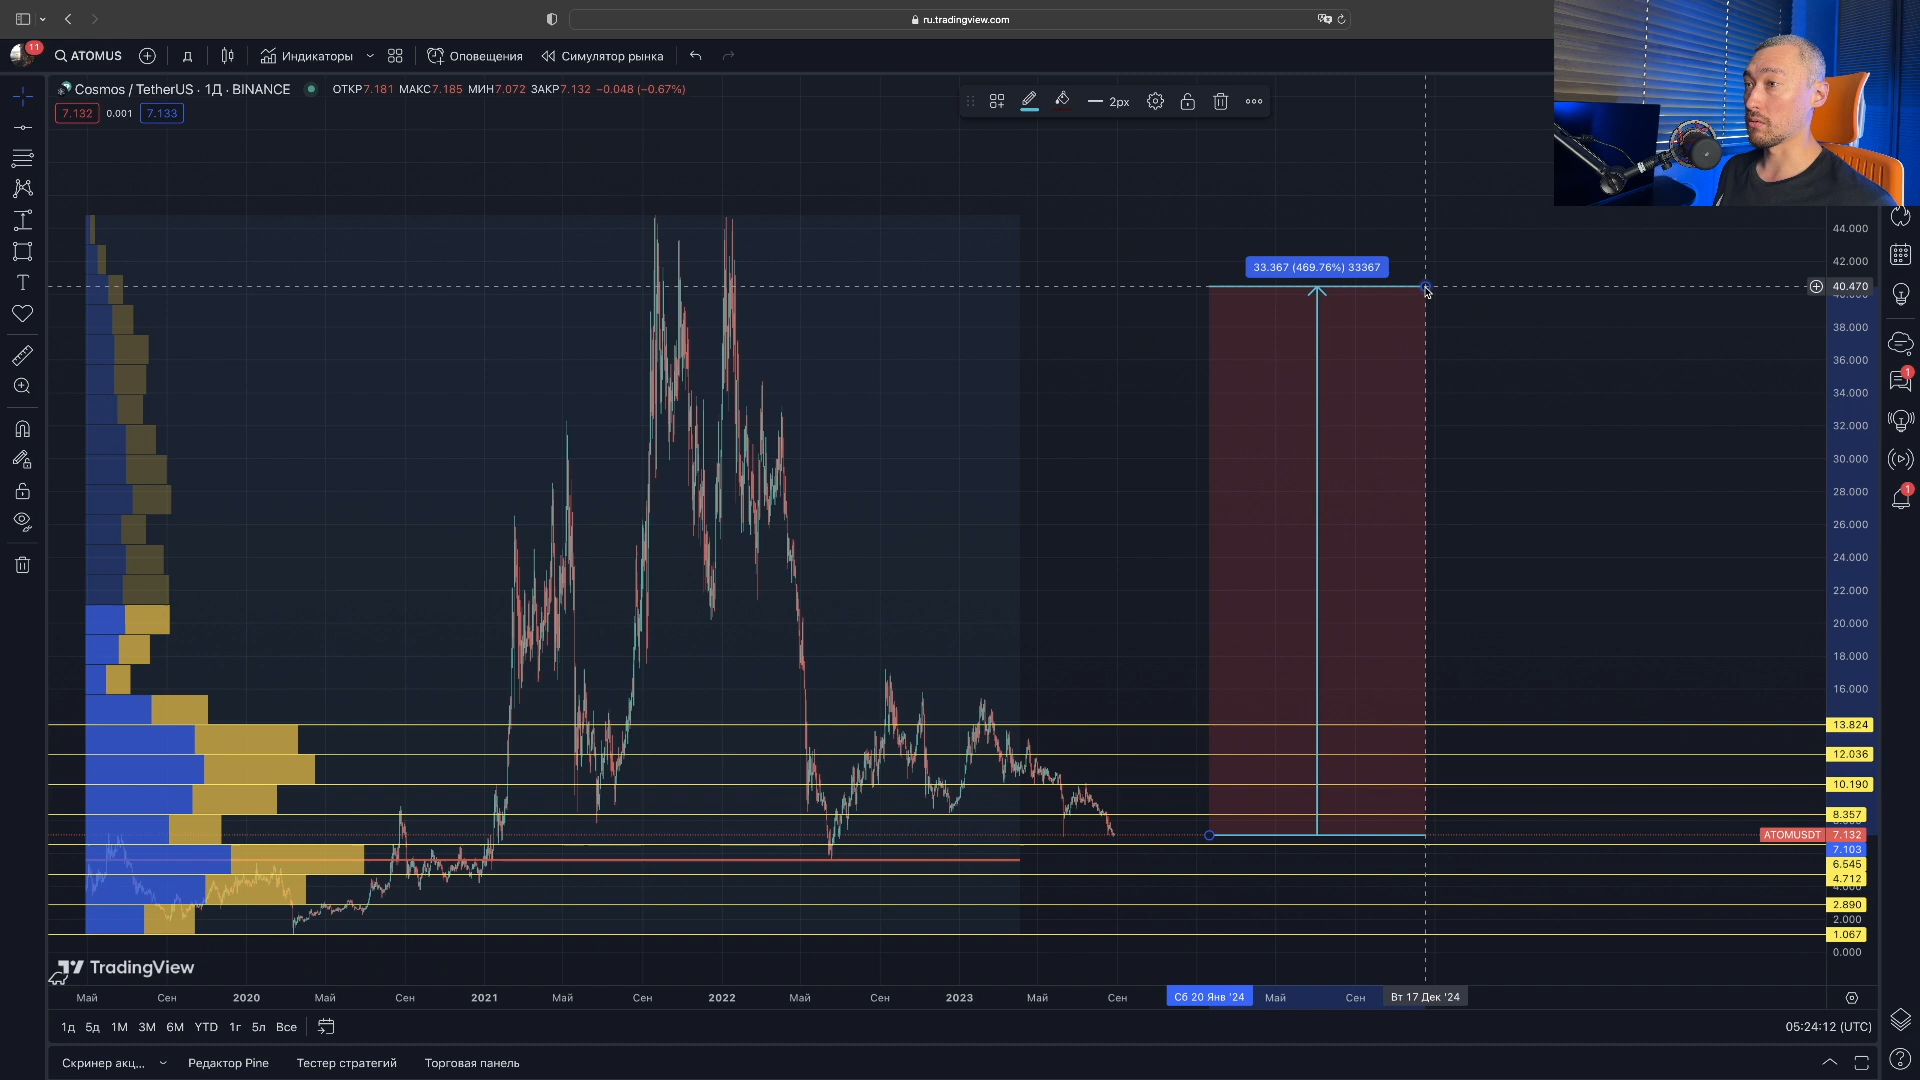 ru.tradingview.com
11
ATOMUS
Д
Индикаторы
Оповещения
Симулятор рынка
Cosmos / TetherUS · 1Д · BINANCE
ОТКР7.181 МАКС7.185 МИН7.072 ЗАКР7.132 −0.048 (−0.67%)
7.132
0.001
7.133
2px
33.367 (469.76%) 33367
44.000
42.000
40.470
38.000
36.000
34.000
32.000
30.000
28.000
26.000
24.000
22.000
20.000
18.000
16.000
13.824
12.036
10.190
8.357
ATOMUSDT 7.132
7.103
6.545
4.712
2.890
2.000
1.067
0.000
1
1
TradingView
Май
Сен
2020
Май
Сен
2021
Май
Сен
2022
Май
Сен
2023
Май
Сен
Сб 20 Янв '24
Май
Сен
Вт 17 Дек '24
1д 5д 1М 3М 6М YTD 1г 5л Все
05:24:12 (UTC)
Скринер акц...
Редактор Pine
Тестер стратегий
Торговая панель